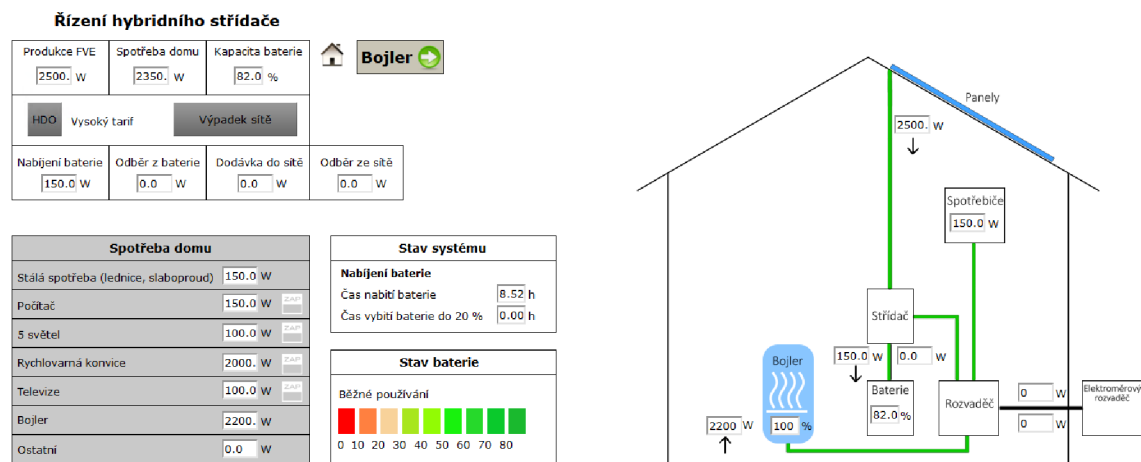 Řízení hybridního střídače
Produkce FVE Spotřeba domu Kapacita baterie
2500. W 2350. W 82.0 %
Bojler
HDO Vysoký tarif Výpadek sítě
Nabíjení baterie Odběr z baterie Dodávka do sítě Odběr ze sítě
150.0 W 0.0 W 0.0 W 0.0 W
Spotřeba domu
Stálá spotřeba (lednice, slaboproud) 150.0 W
Počítač 150.0 W ZAP
5 světel 100.0 W ZAP
Rychlovarná konvice 2000. W ZAP
Televize 100.0 W ZAP
Bojler 2200. W
Ostatní 0.0 W
Stav systému
Nabíjení baterie
Čas nabití baterie 8.52 h
Čas vybití baterie do 20 % 0.00 h
Stav baterie
Běžné používání
0 10 20 30 40 50 60 70 80
Panely
2500. W
Spotřebiče
150.0 W
Střídač
150.0 W 0.0 W
Bojler
100 %
2200 W
Baterie
82.0 %
Rozvaděč
0 W
0 W
Elektroměrový
rozvaděč